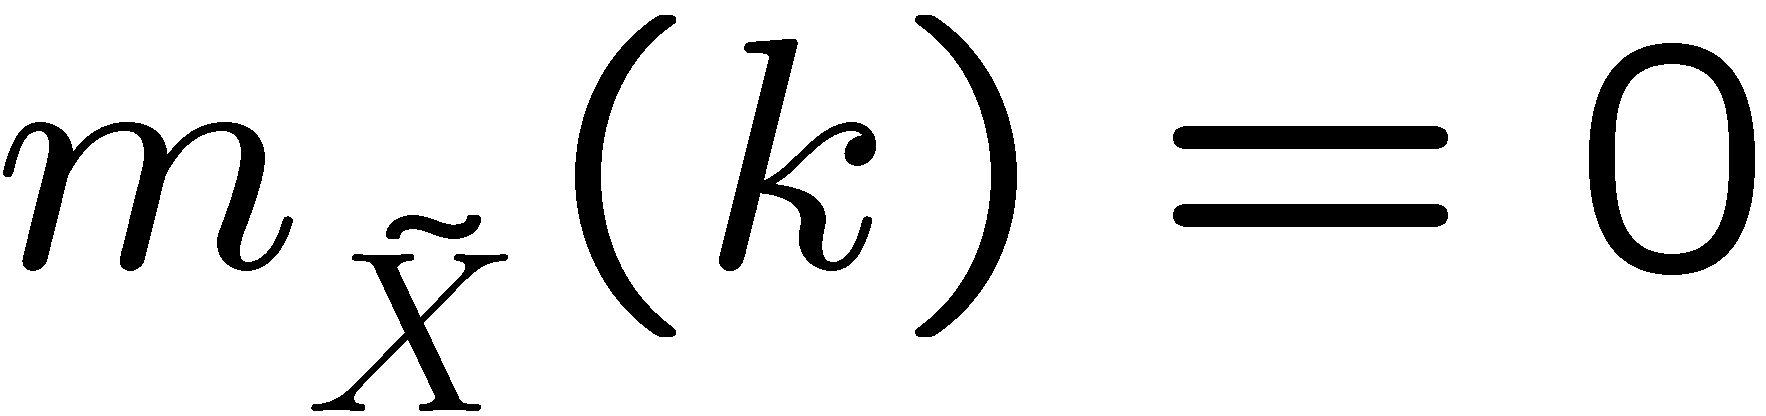 $m_{\tilde{X}}(k) = 0$